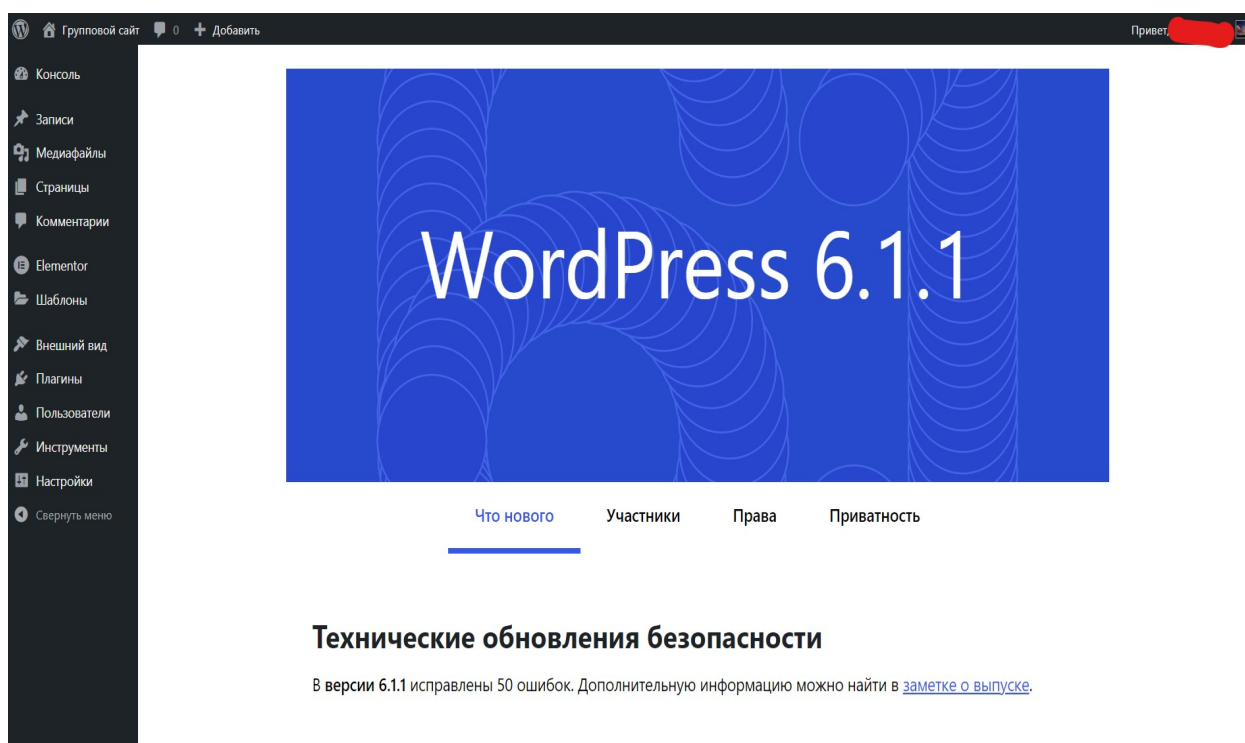 Групповой сайт 0 + Добавить Привет,
Консоль
Записи
Медиафайлы
Страницы
Комментарии
Elementor
Шаблоны
Внешний вид
Плагины
Пользователи
Инструменты
Настройки
Свернуть меню
WordPress 6.1.1
Что нового Участники Права Приватность
Технические обновления безопасности
В версии 6.1.1 исправлены 50 ошибок. Дополнительную информацию можно найти в заметке о выпуске.